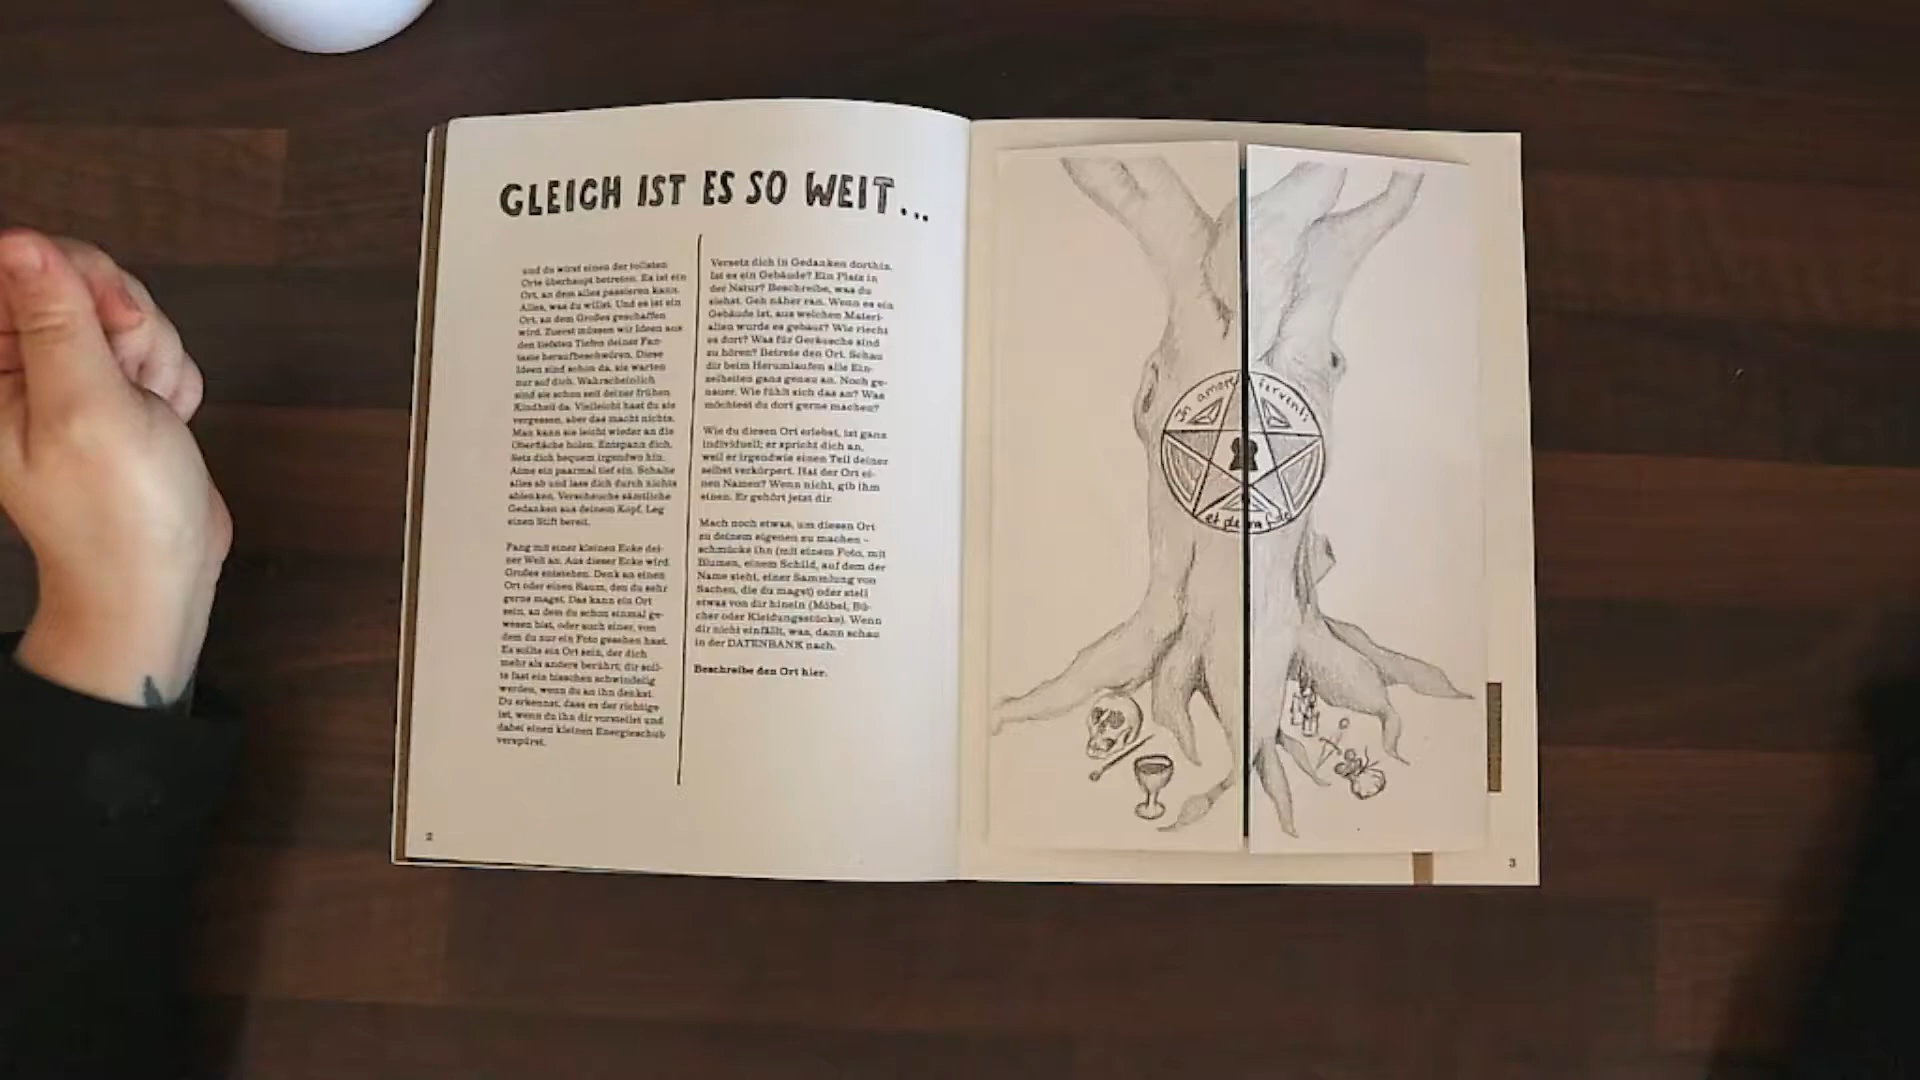 GLEICH IST ES SO WEIT...
und du wirst einen der tollsten
Orte überhaupt betreten. Es ist ein
Ort, an dem alles passieren kann.
Alles, was du willst. Und es ist ein
Ort, an dem Großes geschaffen
wird. Zuerst müssen wir Ideen aus
den tiefsten Tiefen deiner Fan-
tasie heraufbeschwören. Diese
Ideen sind schon da, sie warten
nur auf dich. Wahrscheinlich
sind sie schon seit deiner frühen
Kindheit da. Vielleicht hast du sie
vergessen, aber das macht nichts.
Man kann sie leicht wieder an die
Oberfläche holen. Entspann dich.
Setz dich bequem irgendwo hin.
Atme ein paarmal tief ein. Schalte
alles ab und lass dich durch nichts
ablenken. Verscheuche sämtliche
Gedanken aus deinem Kopf. Leg
einen Stift bereit.
Fang mit einer kleinen Ecke dei-
ner Welt an. Aus dieser Ecke wird
Großes entstehen. Denk an einen
Ort oder einen Raum, den du sehr
gerne magst. Das kann ein Ort
sein, an dem du schon einmal ge-
wesen bist, oder auch einer, von
dem du nur ein Foto gesehen hast.
Es sollte ein Ort sein, der dich
mehr als andere berührt; dir soll-
te fast ein bisschen schwindelig
werden, wenn du an ihn denkst.
Du erkennst, dass es der richtige
ist, wenn du ihn dir vorstellst und
dabei einen kleinen Energieschub
verspürst.
Versetz dich in Gedanken dorthin.
Ist es ein Gebäude? Ein Platz in
der Natur? Beschreibe, was du
siehst. Geh näher ran. Wenn es ein
Gebäude ist, aus welchen Materi-
alien wurde es gebaut? Wie riecht
es dort? Was für Geräusche sind
zu hören? Betrete den Ort. Schau
dir beim Herumlaufen alle Ein-
zelheiten ganz genau an. Noch ge-
nauer. Wie fühlt sich das an? Was
möchtest du dort gerne machen?
Wie du diesen Ort erlebst, ist ganz
individuell; er spricht dich an,
weil er irgendwie einen Teil deiner
selbst verkörpert. Hat der Ort ei-
nen Namen? Wenn nicht, gib ihm
einen. Er gehört jetzt dir.
Mach noch etwas, um diesen Ort
zu deinem eigenen zu machen –
schmücke ihn (mit einem Foto, mit
Blumen, einem Schild, auf dem der
Name steht, einer Sammlung von
Sachen, die du magst) oder stell
etwas von dir hinein (Möbel, Bü-
cher oder Kleidungsstücke). Wenn
dir nicht einfällt, was, dann schau
in der DATENBANK nach.
Beschreibe den Ort hier.
2
In amore ferventi
et
3